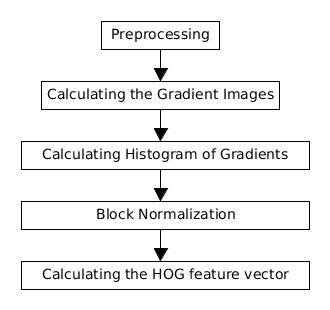 Preprocessing
Calculating the Gradient Images
Calculating Histogram of Gradients
Block Normalization
Calculating the HOG feature vector